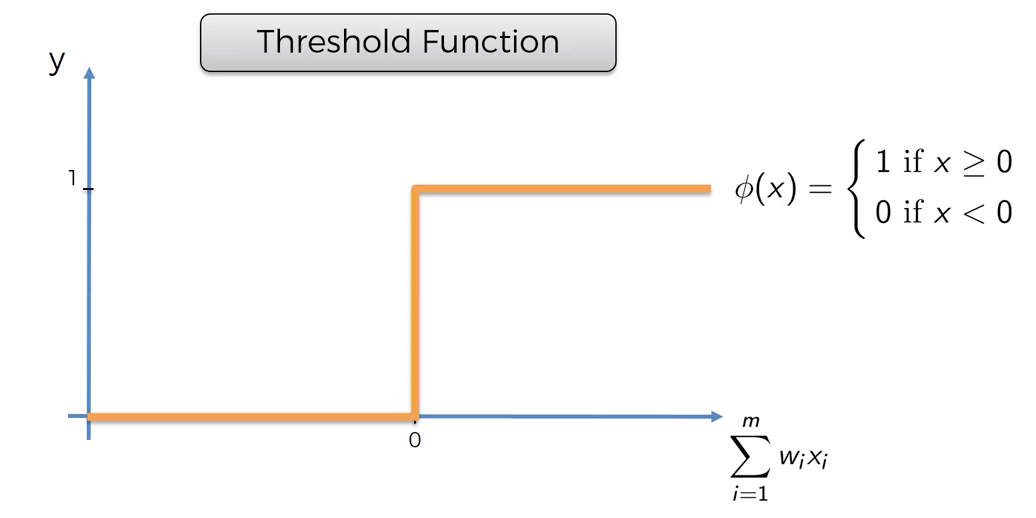 Threshold Function
y
1
ϕ(x) = { 1 if x ≥ 0
0 if x < 0
0
m
∑ wᵢxᵢ
i=1